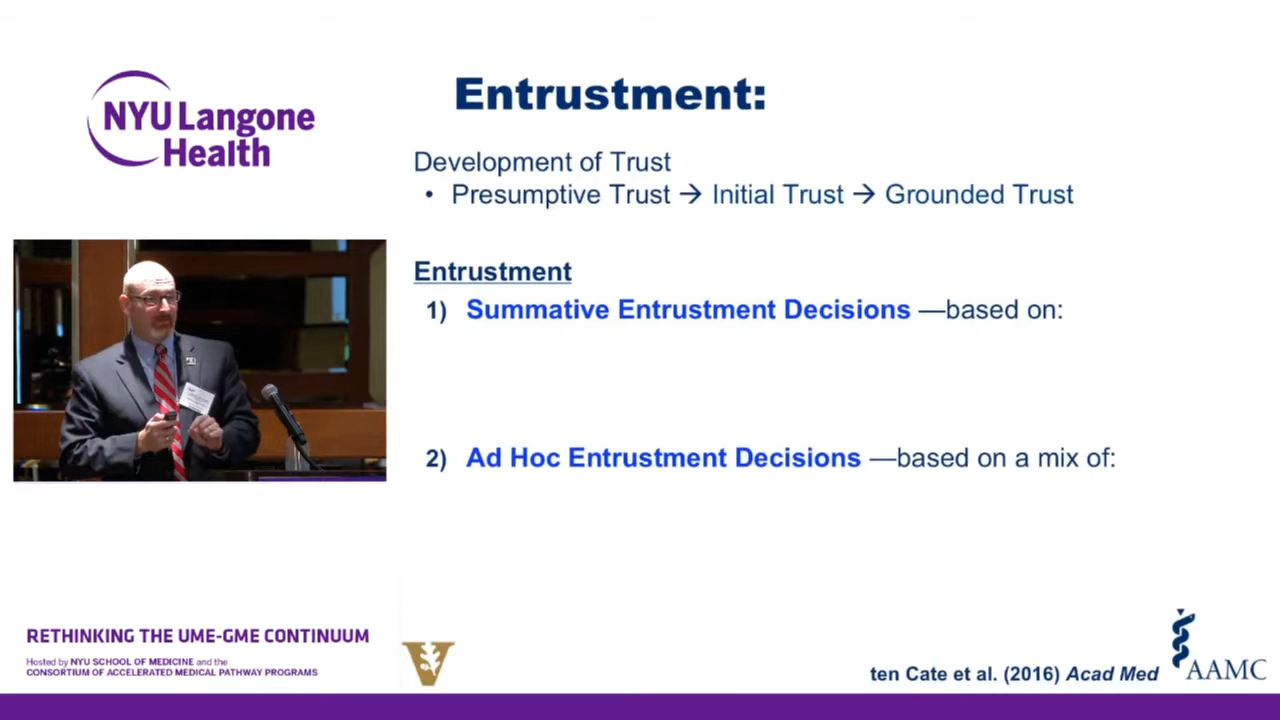 NYU Langone
Health
Entrustment:
Development of Trust
• Presumptive Trust → Initial Trust → Grounded Trust
Entrustment
1) Summative Entrustment Decisions —based on:
2) Ad Hoc Entrustment Decisions —based on a mix of:
RETHINKING THE UME-GME CONTINUUM
Hosted by NYU SCHOOL OF MEDICINE and the
CONSORTIUM OF ACCELERATED MEDICAL PATHWAY PROGRAMS
V
ten Cate et al. (2016) Acad Med
AAMC